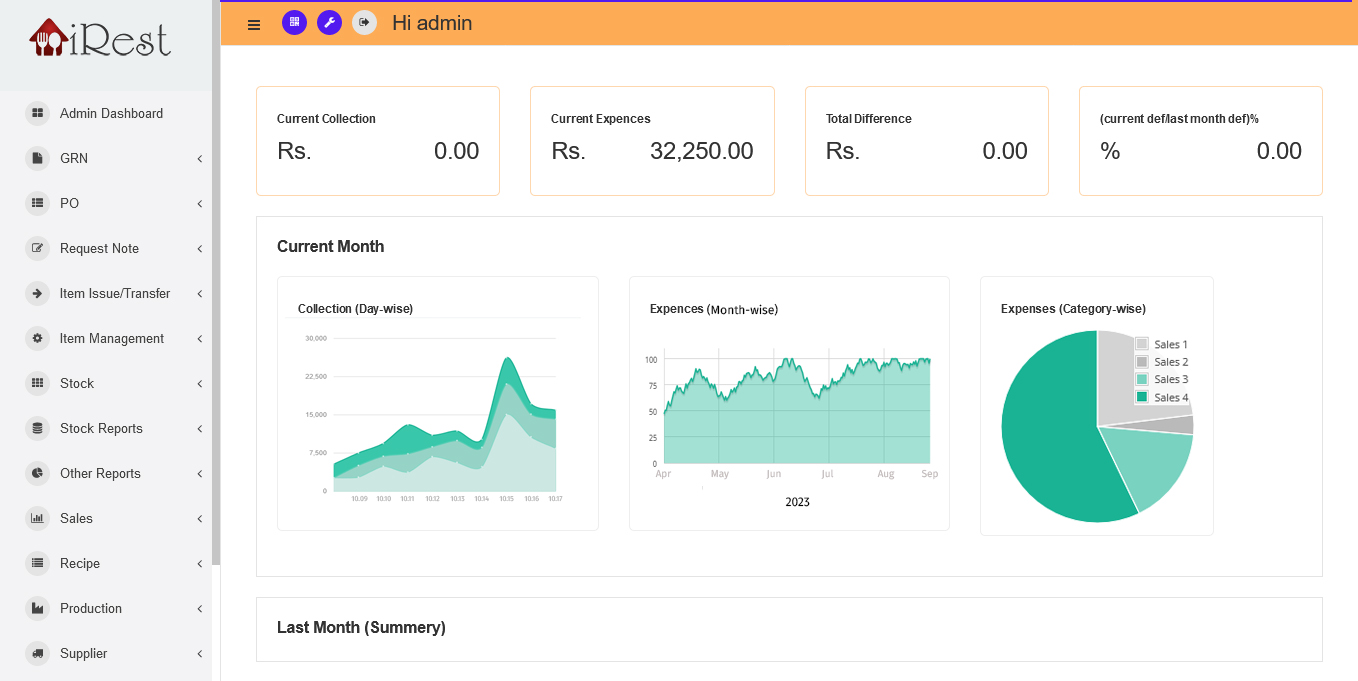 iRest
Hi admin
Admin Dashboard
GRN
PO
Request Note
Item Issue/Transfer
Item Management
Stock
Stock Reports
Other Reports
Sales
Recipe
Production
Supplier
Current Collection
Rs. 0.00
Current Expences
Rs. 32,250.00
Total Difference
Rs. 0.00
(current def/last month def)%
% 0.00
Current Month
Collection (Day-wise)
30,000
22,500
15,000
7,500
0
10.09 10.10 10.11 10.12 10.13 10.14 10.15 10.16 10.17
Expences (Month-wise)
100
75
50
25
0
Apr May Jun Jul Aug Sep
2023
Expenses (Category-wise)
Sales 1
Sales 2
Sales 3
Sales 4
Last Month (Summery)